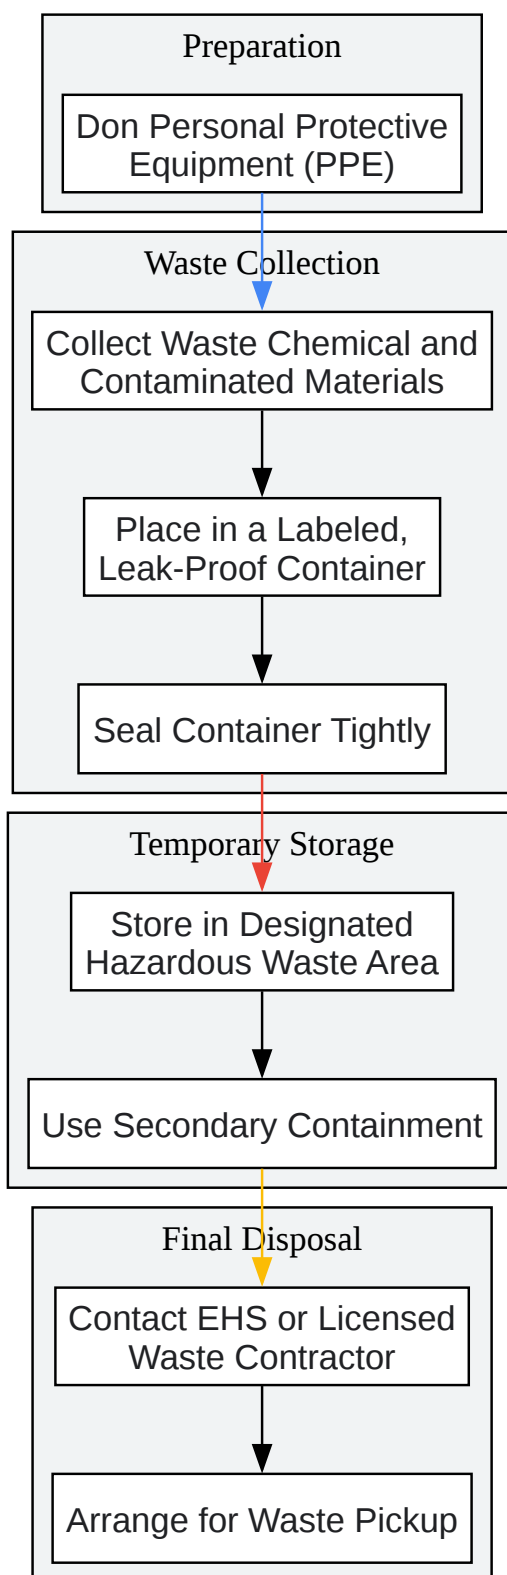 Preparation
Don Personal Protective
Equipment (PPE)
Waste Collection
Collect Waste Chemical and
Contaminated Materials
Place in a Labeled,
Leak-Proof Container
Seal Container Tightly
Temporary Storage
Store in Designated
Hazardous Waste Area
Use Secondary Containment
Final Disposal
Contact EHS or Licensed
Waste Contractor
Arrange for Waste Pickup